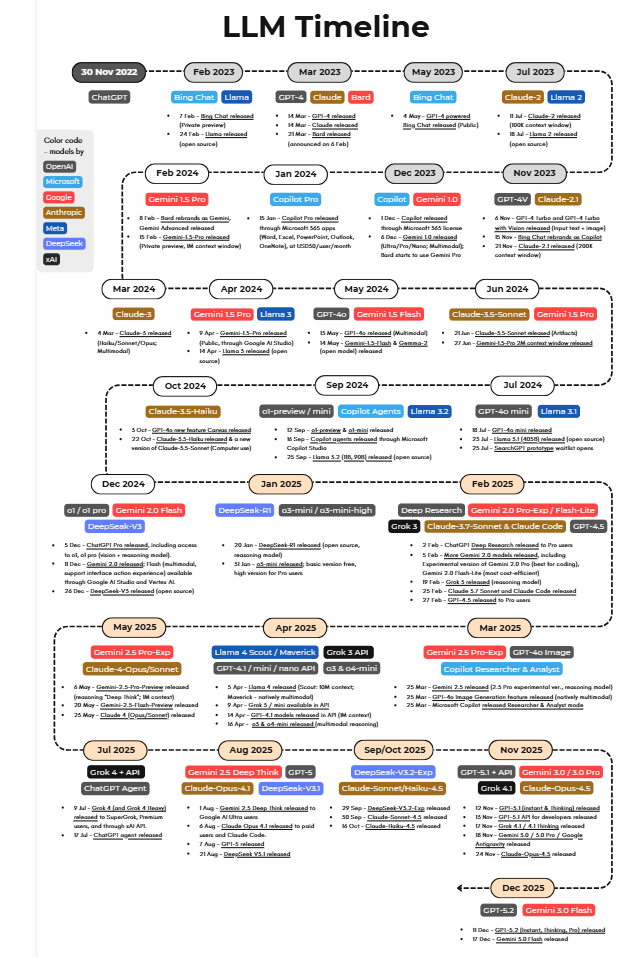 LLM Timeline
30 Nov 2022
Feb 2023
Mar 2023
May 2023
Jul 2023
ChatGPT
Bing Chat Llama
GPT-4 Claude Bard
Bing Chat
Claude-2 Llama 2
7 Feb - Bing Chat released
(Private preview)
24 Feb - Llama released
(open source)
14 Mar - GPT-4 released
14 Mar - Claude released
21 Mar - Bard released
(announced on 6 Feb)
4 May - GPT-4 powered
Bing Chat released (Public)
11 Jul - Claude-2 released
(100K context window)
18 Jul - Llama 2 released
(open source)
Color code
- models by
OpenAI
Microsoft
Google
Anthropic
Meta
DeepSeek
xAI
Feb 2024
Jan 2024
Dec 2023
Nov 2023
Gemini 1.5 Pro
Copilot Pro
Copilot Gemini 1.0
GPT-4V Claude-2.1
8 Feb - Bard rebrands as Gemini,
Gemini Advanced released
15 Feb - Gemini-1.5-Pro released
(Private preview, 1M context window)
15 Jan - Copilot Pro released
through Microsoft 365 apps
(Word, Excel, PowerPoint, Outlook,
OneNote), at USD30/user/month
1 Dec - Copilot released
through Microsoft 365 license
6 Dec - Gemini 1.0 released
(Ultra/Pro/Nano; Multimodal);
Bard starts to use Gemini Pro
6 Nov - GPT-4 Turbo and GPT-4 Turbo
with Vision released (Input text + image)
15 Nov - Bing Chat rebrands as Copilot
21 Nov - Claude-2.1 released (200K
context window)
Mar 2024
Apr 2024
May 2024
Jun 2024
Claude-3
Gemini 1.5 Pro Llama 3
GPT-4o Gemini 1.5 Flash
Claude-3.5-Sonnet Gemini 1.5 Pro
4 Mar - Claude-3 released
(Haiku/Sonnet/Opus;
Multimodal)
9 Apr - Gemini-1.5-Pro released
(Public, through Google AI Studio)
14 Apr - Llama 3 released (open
source)
13 May - GPT-4o released (Multimodal)
14 May - Gemini-1.5-Flash & Gemma-2
(open model) released
21 Jun - Claude-3.5-Sonnet released (Artifacts)
27 Jun - Gemini-1.5-Pro 2M context window released
Oct 2024
Sep 2024
Jul 2024
Claude-3.5-Haiku
o1-preview / mini Copilot Agents Llama 3.2
GPT-4o mini Llama 3.1
3 Oct - GPT-4o new feature Canvas released
22 Oct - Claude-3.5-Haiku released & a new
version of Claude-3.5-Sonnet (Computer use)
12 Sep - o1-preview & o1-mini released
16 Sep - Copilot agents released through Microsoft
Copilot Studio
25 Sep - Llama 3.2 (11B, 90B) released (open source)
18 Jul - GPT-4o mini released
23 Jul - Llama 3.1 (405B) released (open source)
25 Jul - SearchGPT prototype waitlist opens
Dec 2024
Jan 2025
Feb 2025
o1 / o1 pro Gemini 2.0 Flash
DeepSeek-V3
DeepSeek-R1 o3-mini / o3-mini-high
Deep Research Gemini 2.0 Pro-Exp / Flash-Lite
Grok 3 Claude-3.7-Sonnet & Claude Code GPT-4.5
5 Dec - ChatGPT Pro released, including access
to o1, o1 pro (vision + reasoning model).
11 Dec - Gemini 2.0 released; Flash (multimodal,
support interface action experience) available
through Google AI Studio and Vertex AI.
26 Dec - DeepSeek-V3 released (open source)
20 Jan - DeepSeek-R1 released (open source,
reasoning model)
31 Jan - o3-mini released; basic version free,
high version for Pro users
2 Feb - ChatGPT Deep Research released to Pro users
5 Feb - More Gemini 2.0 models released, including
Experimental version of Gemini 2.0 Pro (best for coding),
Gemini 2.0 Flash-Lite (most cost-efficient)
19 Feb - Grok 3 released (reasoning model)
25 Feb - Claude 3.7 Sonnet and Claude Code released
27 Feb - GPT-4.5 released to Pro users
May 2025
Apr 2025
Mar 2025
Gemini 2.5 Pro-Exp
Claude-4-Opus/Sonnet
Llama 4 Scout / Maverick Grok 3 API
GPT-4.1 / mini / nano API o3 & o4-mini
Gemini 2.5 Pro-Exp GPT-4o Image
Copilot Researcher & Analyst
6 May - Gemini-2.5-Pro-Preview released
(reasoning "Deep Think"; 1M context)
20 May - Gemini-2.5-Flash-Preview released
23 May - Claude 4 (Opus/Sonnet) released
5 Apr - Llama 4 released (Scout: 10M context;
Maverick - natively multimodal)
9 Apr - Grok 3 / mini available in API
14 Apr - GPT-4.1 models released in API (1M context)
16 Apr - o3 & o4-mini released (multimodal reasoning)
25 Mar - Gemini 2.5 released (2.5 Pro experimental ver., reasoning model)
25 Mar - GPT-4o Image Generation feature released (natively multimodal)
25 Mar - Microsoft Copilot released Researcher & Analyst mode
Jul 2025
Aug 2025
Sep/Oct 2025
Nov 2025
Grok 4 + API
ChatGPT Agent
Gemini 2.5 Deep Think GPT-5
Claude-Opus-4.1 DeepSeek-V3.1
DeepSeek-V3.2-Exp
Claude-Sonnet/Haiku-4.5
GPT-5.1 + API Gemini 3.0 / 3.0 Pro
Grok 4.1 Claude-Opus-4.5
9 Jul - Grok 4 (and Grok 4 Heavy)
released to SuperGrok, Premium
users, and through xAI API.
17 Jul - ChatGPT agent released
1 Aug - Gemini 2.5 Deep Think released to
Google AI Ultra users
6 Aug - Claude Opus 4.1 released to paid
users and Claude Code.
7 Aug - GPT-5 released
21 Aug - DeepSeek V3.1 released
29 Sep - DeepSeek-V3.2-Exp released
30 Sep - Claude-Sonnet-4.5 released
16 Oct - Claude-Haiku-4.5 released
12 Nov - GPT-5.1 (Instant & Thinking) released
13 Nov - GPT-5.1 API for developers released
17 Nov - Grok 4.1 / 4.1 Thinking released
18 Nov - Gemini 3.0 / 3.0 Pro / Google
Antigravity released
24 Nov - Claude-Opus-4.5 released
Dec 2025
GPT-5.2 Gemini 3.0 Flash
11 Dec - GPT-5.2 (Instant, Thinking, Pro) released
17 Dec - Gemini 3.0 Flash released